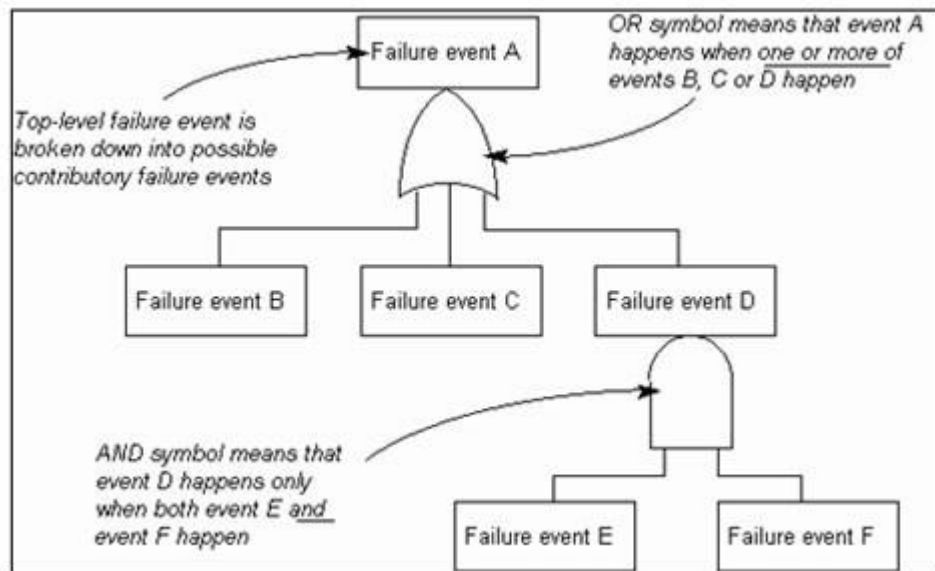 Failure event A
OR symbol means that event A
happens when one or more of
events B, C or D happen
Top-level failure event is
broken down into possible
contributory failure events
Failure event B
Failure event C
Failure event D
AND symbol means that
event D happens only
when both event E and
event F happen
Failure event E
Failure event F